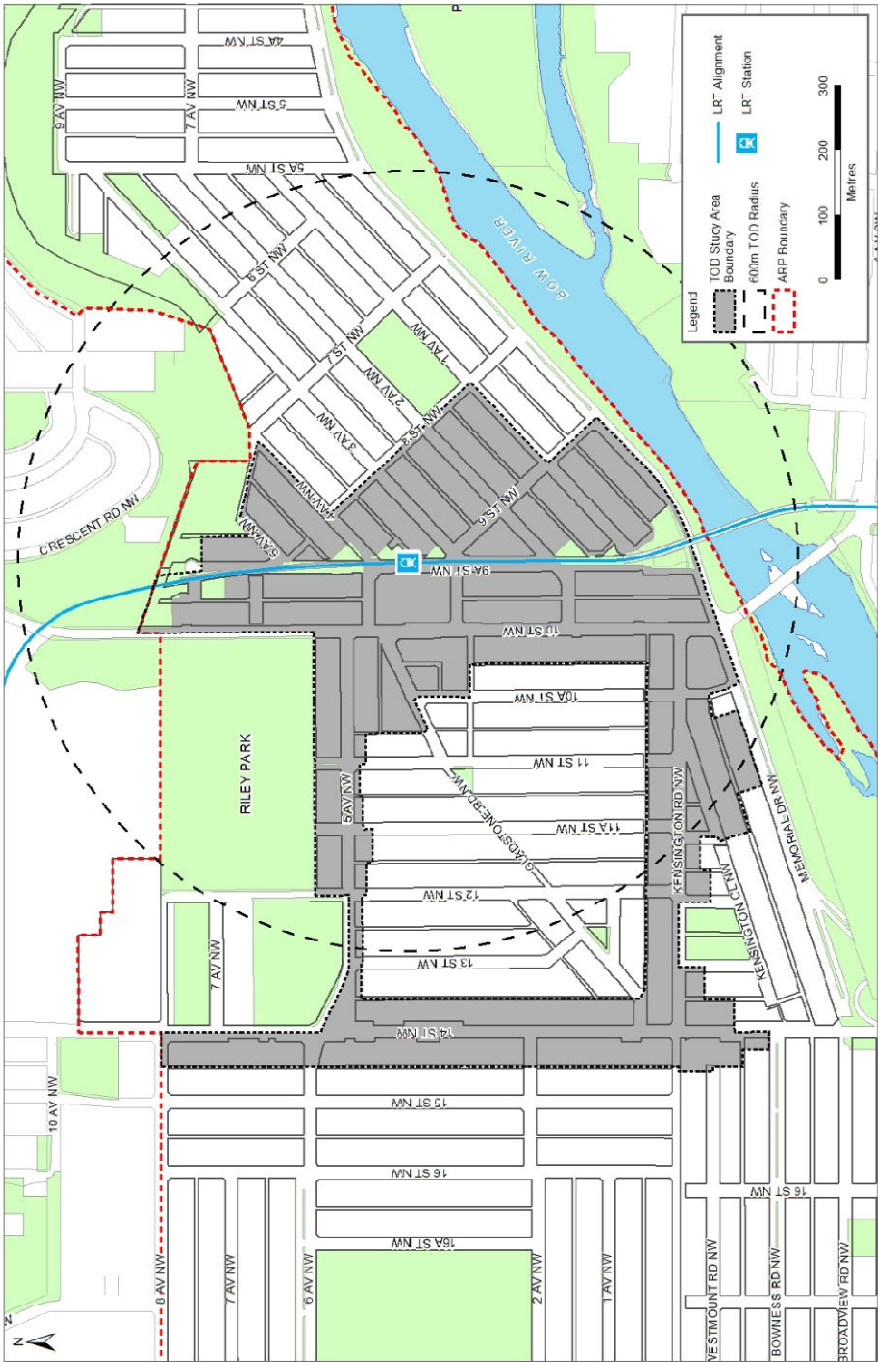 N
10 AV NW
8 AV NW
7 AV NW
6 AV NW
2 AV NW
1 AV NW
WESTMOUNT RD NW
BOWNESS RD NW
BROADVIEW RD NW
16 ST NW
16A ST NW
16 ST NW
15 ST NW
14 ST NW
7 AV NW
RILEY PARK
5 AV NW
13 ST NW
12 ST NW
11A ST NW
11 ST NW
10A ST NW
10 ST NW
GLADSTONE RD NW
KENSINGTON RD NW
KENSINGTON CL NW
MEMORIAL DR NW
CRESCENT RD NW
9A ST NW
5 AV NW
4 AV NW
3 AV NW
2 AV NW
1 AV NW
9 ST NW
8 ST NW
7 ST NW
6 ST NW
5A ST NW
5 ST NW
4A ST NW
9 AV NW
7 AV NW
BOW RIVER
P
Legend
TOD Study Area
Boundary
600m TOD Radius
ARP Boundary
LRT Alignment
LRT Station
0 100 200 300
Metres